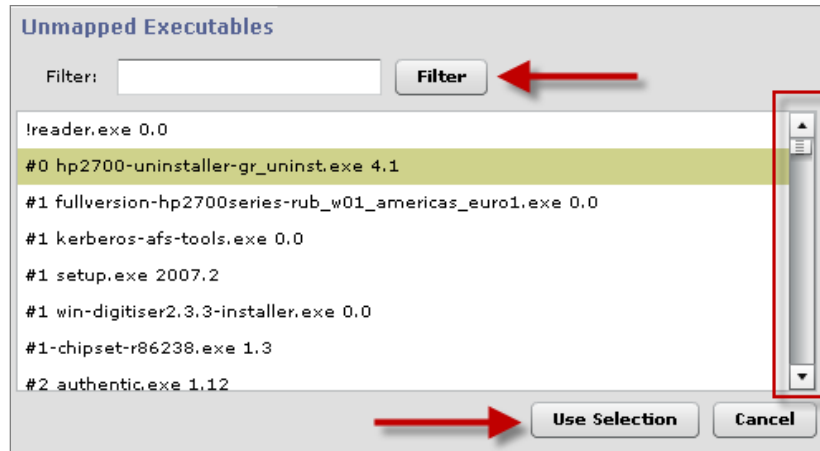 Unmapped Executables
Filter: Filter
!reader.exe 0.0
#0 hp2700-uninstaller-gr_uninst.exe 4.1
#1 fullversion-hp2700series-rub_w01_americas_euro1.exe 0.0
#1 kerberos-afs-tools.exe 0.0
#1 setup.exe 2007.2
#1 win-digitiser2.3.3-installer.exe 0.0
#1-chipset-r86238.exe 1.3
#2 authentic.exe 1.12
Use Selection Cancel